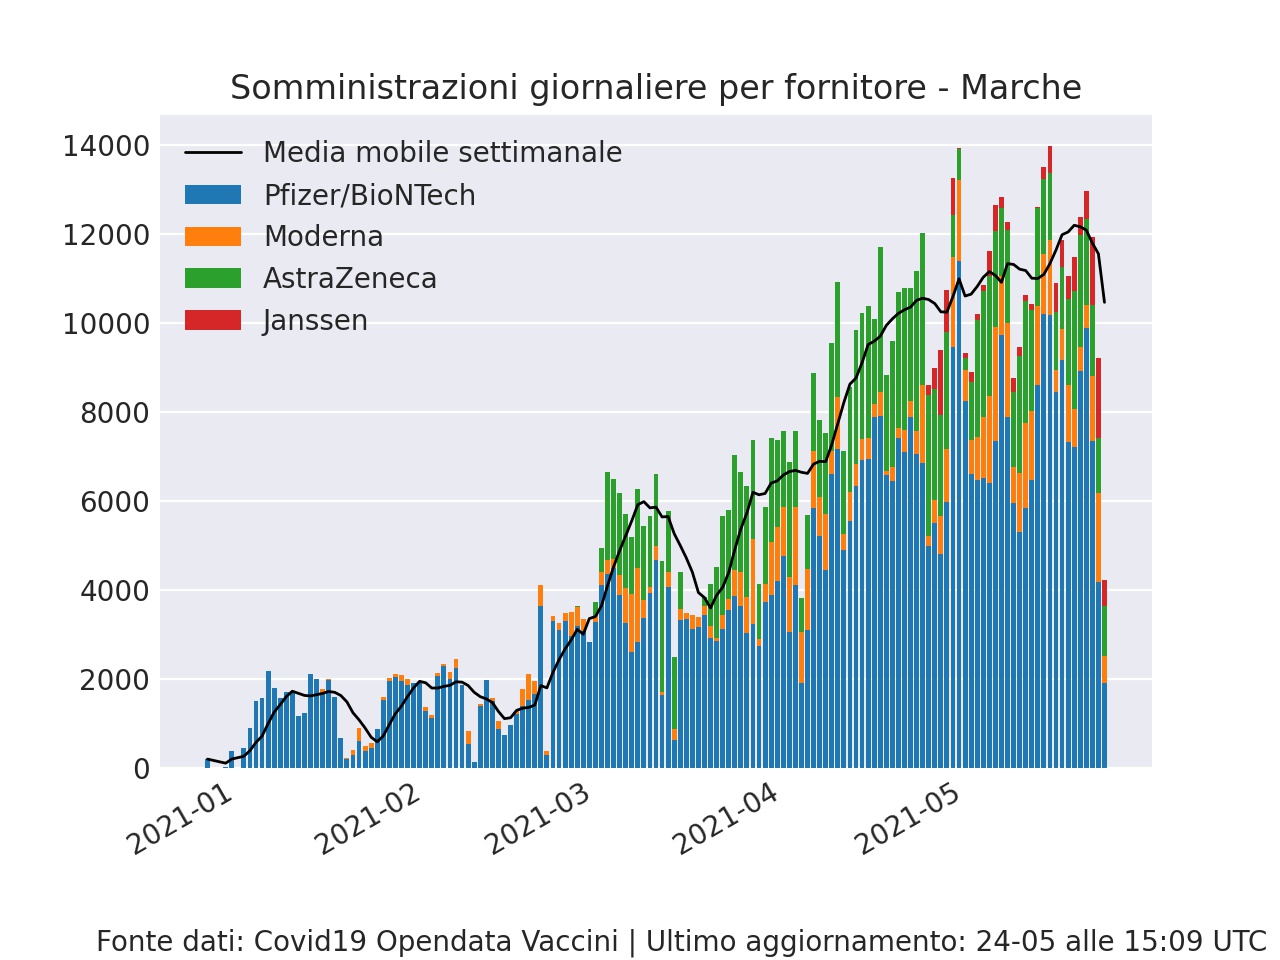 Somministrazioni giornaliere per fornitore - Marche
14000
12000
10000
8000
6000
4000
2000
0
Media mobile settimanale
Pfizer/BioNTech
Moderna
AstraZeneca
Janssen
2021-01
2021-02
2021-03
2021-04
2021-05
Fonte dati: Covid19 Opendata Vaccini | Ultimo aggiornamento: 24-05 alle 15:09 UTC